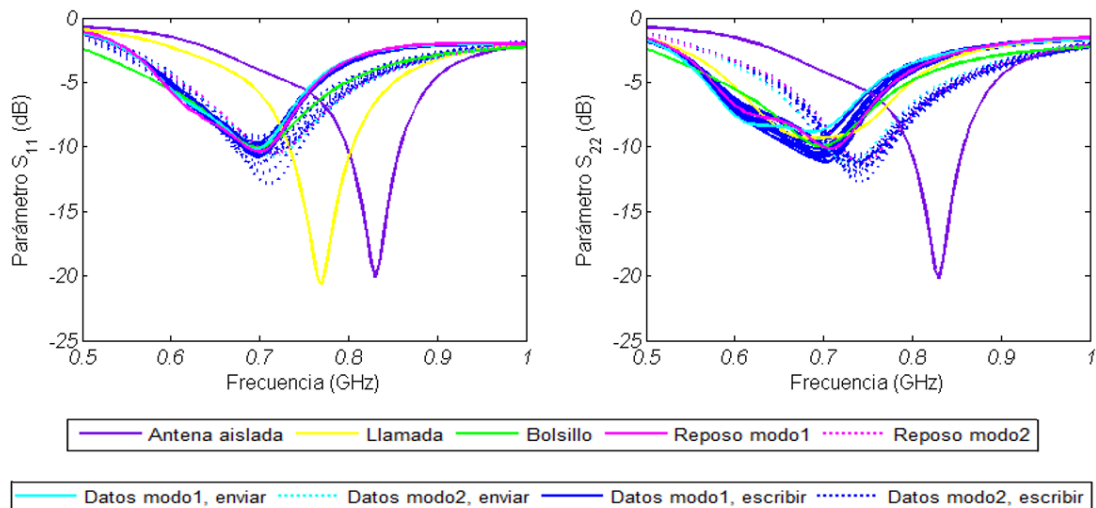 0
-5
-10
-15
-20
-25
Parámetro S11 (dB)
0.5 0.6 0.7 0.8 0.9 1
Frecuencia (GHz)
0
-5
-10
-15
-20
-25
Parámetro S22 (dB)
0.5 0.6 0.7 0.8 0.9 1
Frecuencia (GHz)
Antena aislada Llamada Bolsillo Reposo modo1 Reposo modo2
Datos modo1, enviar Datos modo2, enviar Datos modo1, escribir Datos modo2, escribir